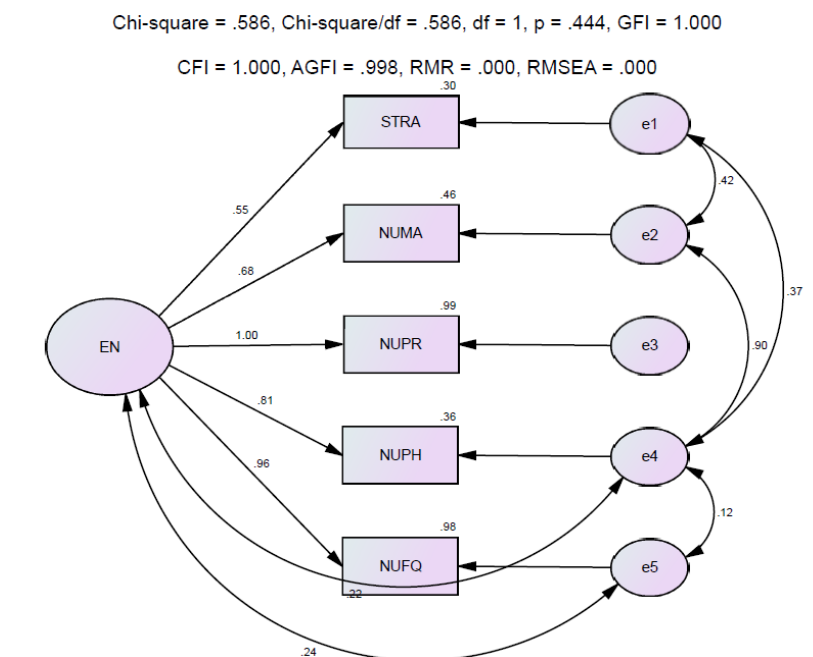 Chi-square = .586, Chi-square/df = .586, df = 1, p = .444, GFI = 1.000
CFI = 1.000, AGFI = .998, RMR = .000, RMSEA = .000
.30
STRA
e1
.42
.55
.46
NUMA
e2
.68
.37
.99
1.00
NUPR
e3
.90
EN
.81
.36
NUPH
e4
.96
.12
.98
NUFQ
e5
.22
.24